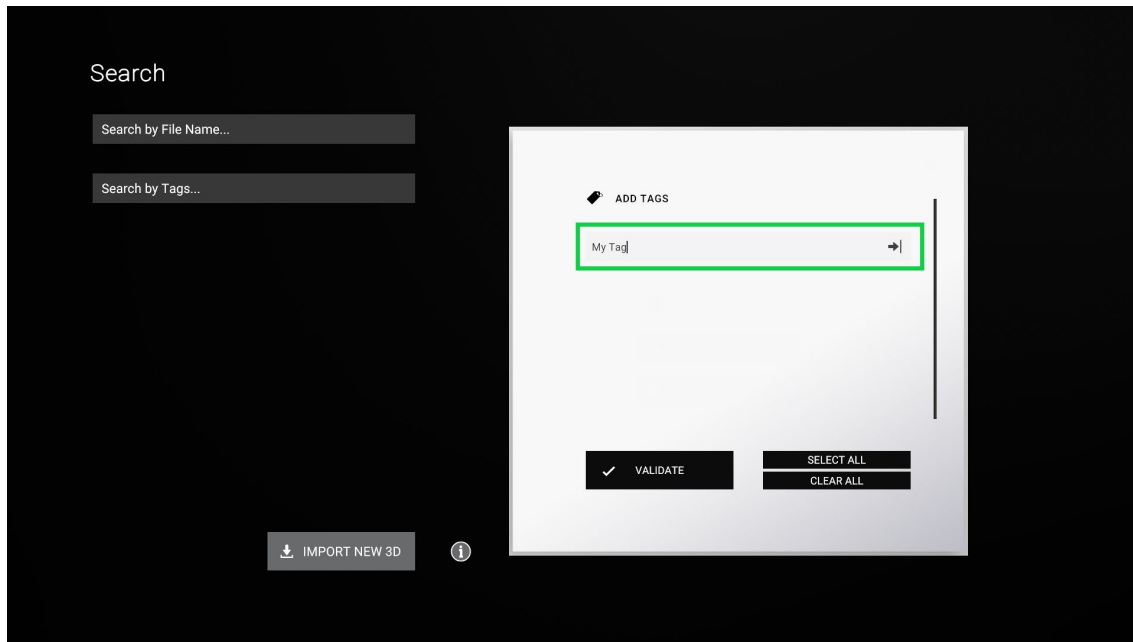 Search
Search by File Name...
Search by Tags...
ADD TAGS
My Tag
VALIDATE
SELECT ALL
CLEAR ALL
IMPORT NEW 3D